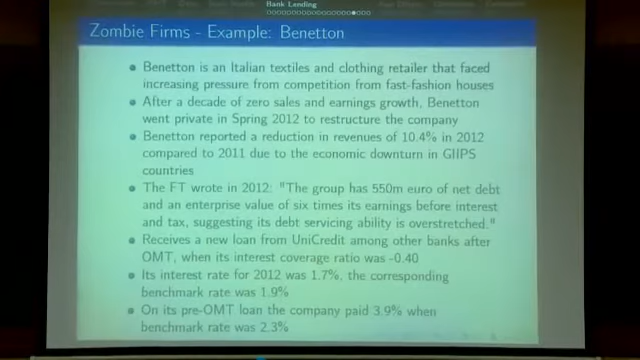 Bank Lending
Zombie Firms - Example: Benetton
Benetton is an Italian textiles and clothing retailer that faced
increasing pressure from competition from fast-fashion houses
After a decade of zero sales and earnings growth, Benetton
went private in Spring 2012 to restructure the company
Benetton reported a reduction in revenues of 10.4% in 2012
compared to 2011 due to the economic downturn in GIIPS
countries
The FT wrote in 2012: "The group has 550m euro of net debt
and an enterprise value of six times its earnings before interest
and tax, suggesting its debt servicing ability is overstretched."
Receives a new loan from UniCredit among other banks after
OMT, when its interest coverage ratio was -0.40
Its interest rate for 2012 was 1.7%, the corresponding
benchmark rate was 1.9%
On its pre-OMT loan the company paid 3.9% when
benchmark rate was 2.3%